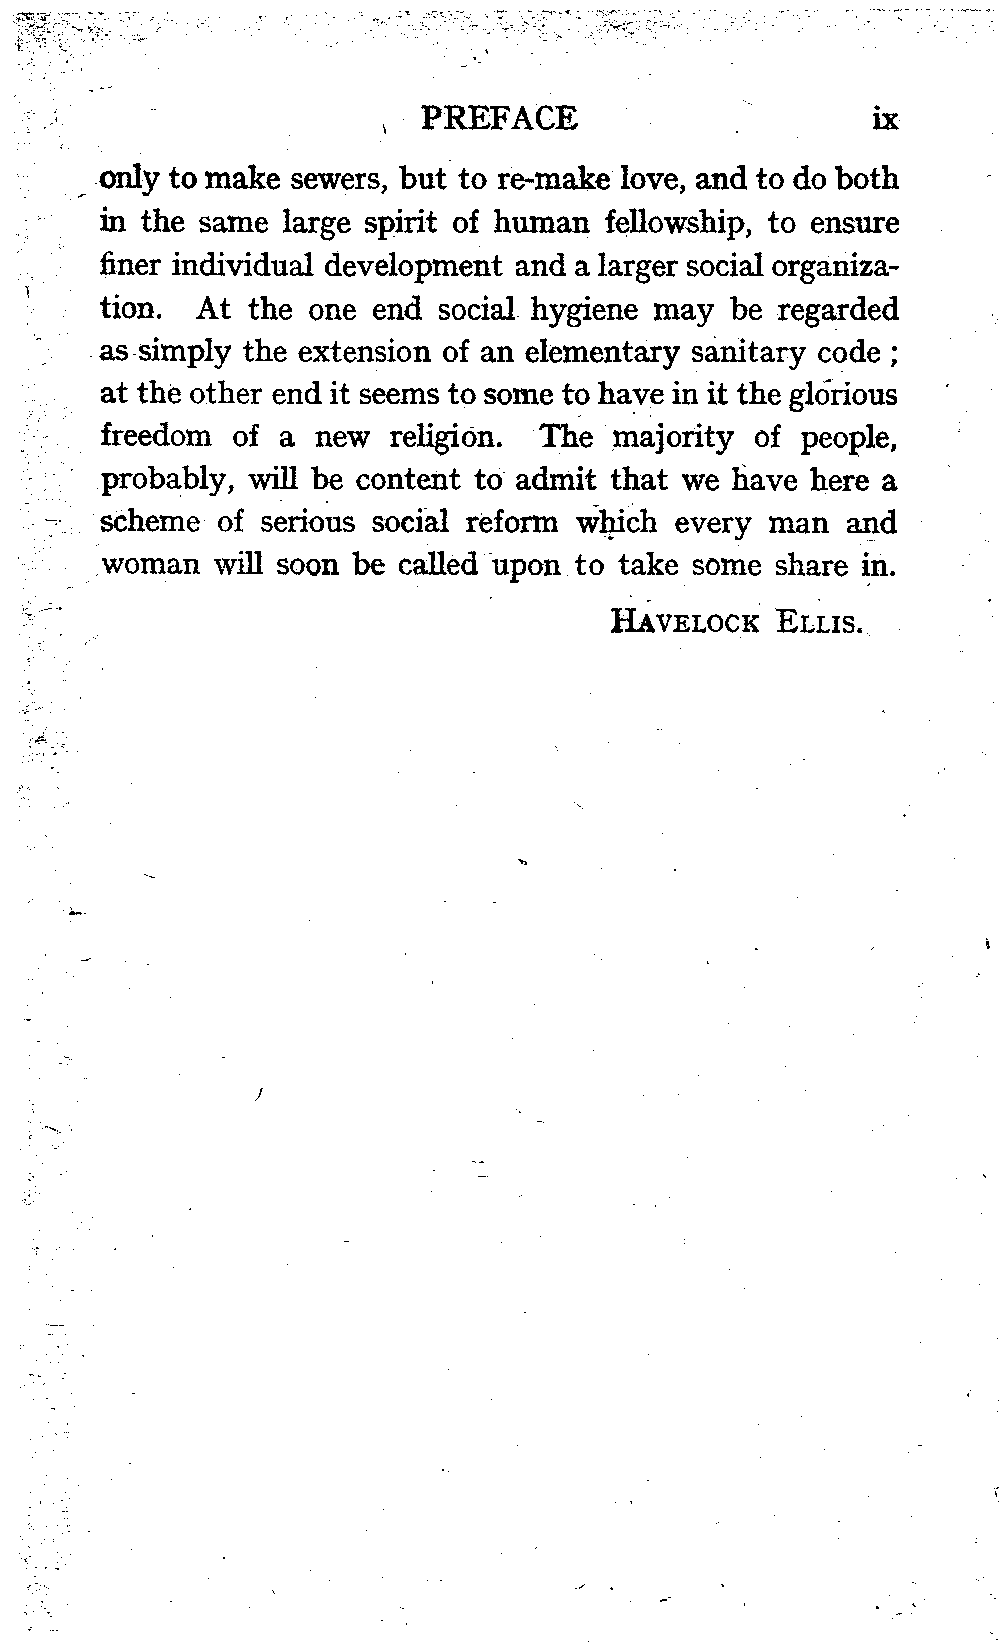 PREFACE ix
only to make sewers, but to re-make love, and to do both
in the same large spirit of human fellowship, to ensure
finer individual development and a larger social organiza-
tion. At the one end social hygiene may be regarded
as simply the extension of an elementary sanitary code ;
at the other end it seems to some to have in it the glorious
freedom of a new religion. The majority of people,
probably, will be content to admit that we have here a
scheme of serious social reform which every man and
woman will soon be called upon to take some share in.
HAVELOCK ELLIS.